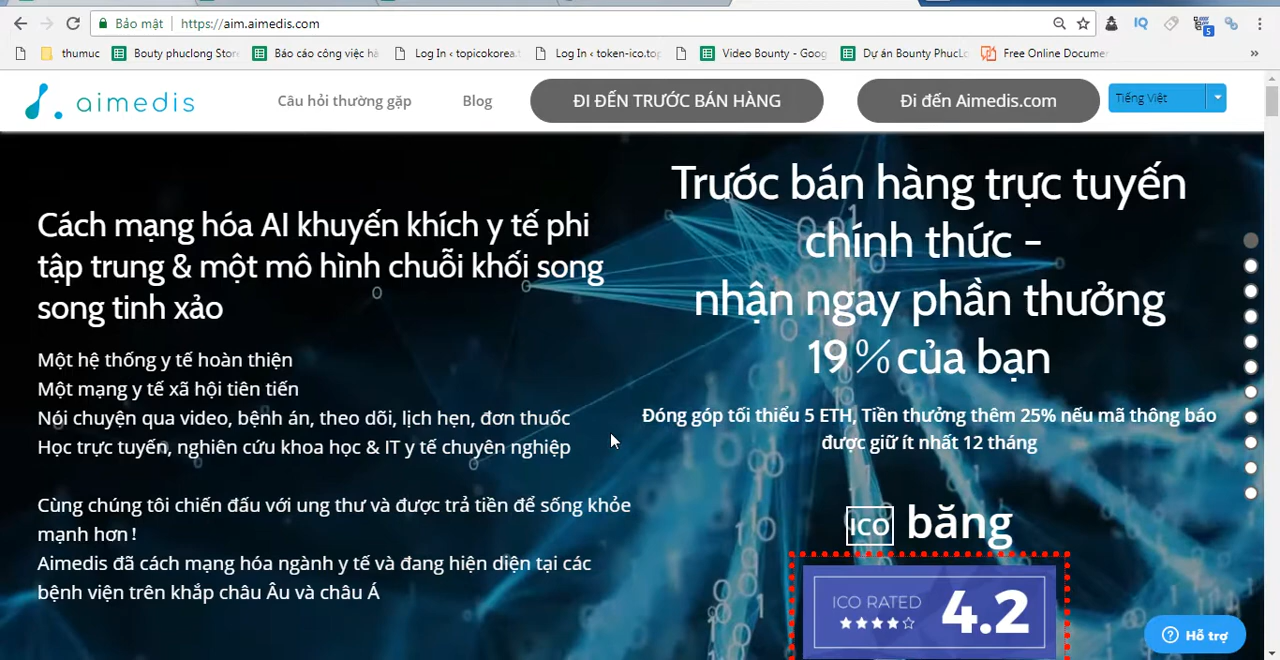 Bảo mật
https://aim.aimedis.com
IQ
5
thumuc
Bouty phuclong Store
Báo cáo công việc hà
Log In ‹ topicokorea.t
Log In ‹ token-ico.top
Video Bounty - Goog
Dự án Bounty PhucLo
Free Online Documen
»
aimedis
Câu hỏi thường gặp
Blog
ĐI ĐẾN TRƯỚC BÁN HÀNG
Đi đến Aimedis.com
Tiếng Việt
Cách mạng hóa AI khuyến khích y tế phi
tập trung & một mô hình chuỗi khối song
song tinh xảo
Một hệ thống y tế hoàn thiện
Một mạng y tế xã hội tiên tiến
Nói chuyện qua video, bệnh án, theo dõi, lịch hẹn, đơn thuốc
Học trực tuyến, nghiên cứu khoa học & IT y tế chuyên nghiệp
Cùng chúng tôi chiến đấu với ung thư và được trả tiền để sống khỏe
mạnh hơn!
Aimedis đã cách mạng hóa ngành y tế và đang hiện diện tại các
bệnh viện trên khắp châu Âu và châu Á
Trước bán hàng trực tuyến
chính thức -
nhận ngay phần thưởng
19 % của bạn
Đóng góp tối thiểu 5 ETH, Tiền thưởng thêm 25% nếu mã thông báo
được giữ ít nhất 12 tháng
ico băng
ICO RATED
4.2
Hỗ trợ